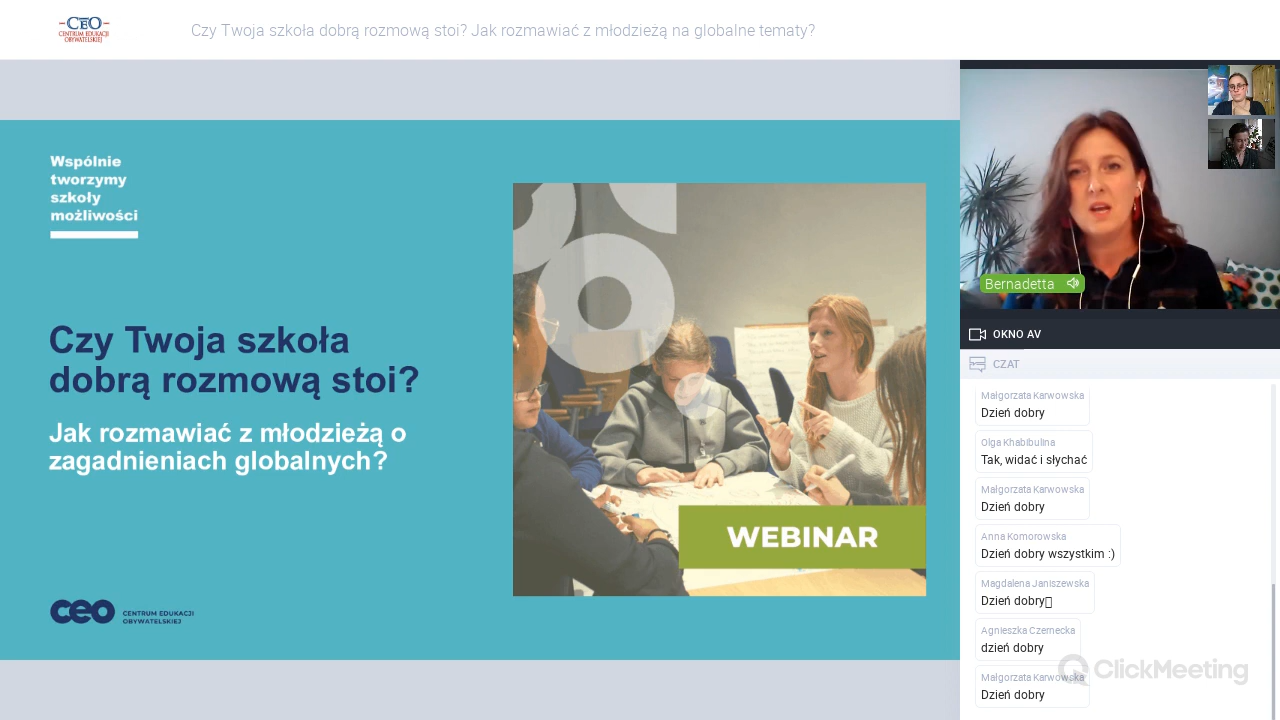 CEO
CENTRUM EDUKACJI
OBYWATELSKIEJ
Czy Twoja szkoła dobrą rozmową stoi? Jak rozmawiać z młodzieżą na globalne tematy?
Wspólnie
tworzymy
szkoły
możliwości
Czy Twoja szkoła
dobrą rozmową stoi?
Jak rozmawiać z młodzieżą o
zagadnieniach globalnych?
WEBINAR
ceo
CENTRUM EDUKACJI
OBYWATELSKIEJ
Bernadetta
OKNO AV
CZAT
Małgorzata Karwowska
Dzień dobry
Olga Khabibulina
Tak, widać i słychać
Małgorzata Karwowska
Dzień dobry
Anna Komorowska
Dzień dobry wszystkim :)
Magdalena Janiszewska
Dzień dobry
Agnieszka Czernecka
dzień dobry
Małgorzata Karwowska
Dzień dobry
ClickMeeting